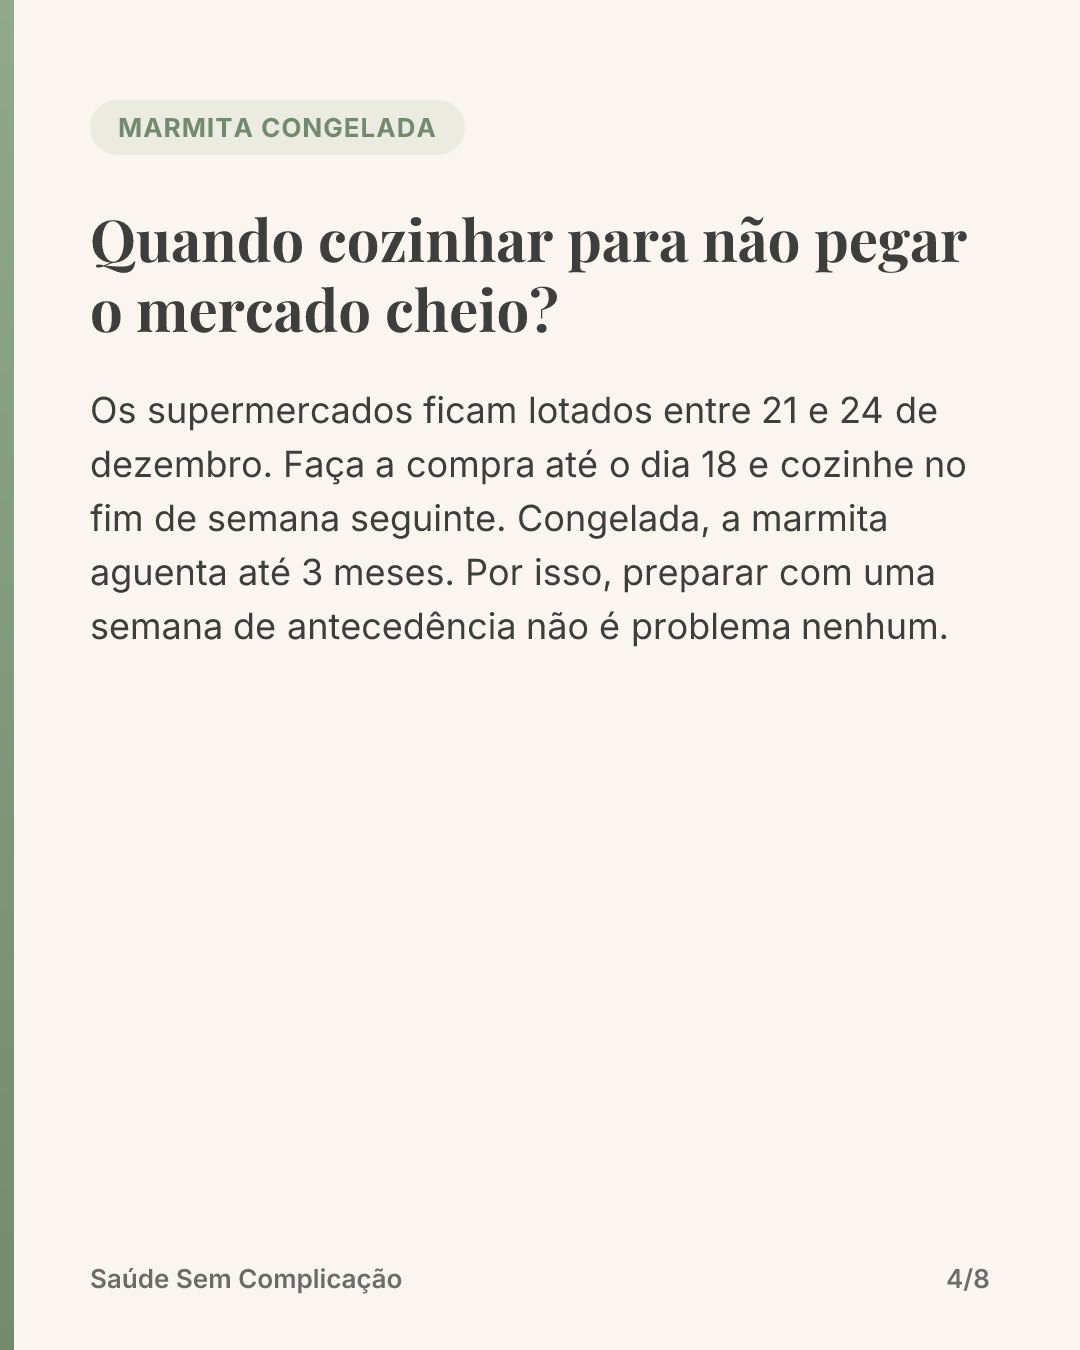 MARMITA CONGELADA
Quando cozinhar para não pegar
o mercado cheio?
Os supermercados ficam lotados entre 21 e 24 de
dezembro. Faça a compra até o dia 18 e cozinhe no
fim de semana seguinte. Congelada, a marmita
aguenta até 3 meses. Por isso, preparar com uma
semana de antecedência não é problema nenhum.
Saúde Sem Complicação
4/8